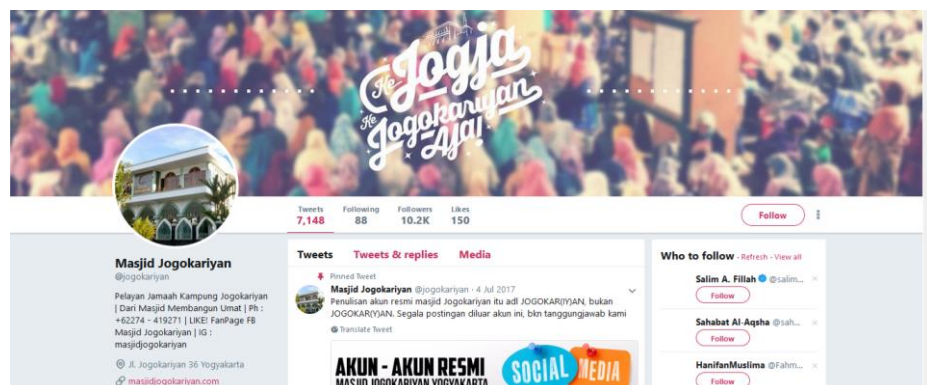 Ke Jogja
Ke Jogokariyan
Aja!
Tweets Following Followers Likes
7,148 88 10.2K 150
Follow
Masjid Jogokariyan
@jogokariyan
Pelayan Jamaah Kampung Jogokariyan
| Dari Masjid Membangun Umat | Ph :
+62274 - 419271 | LIKE! FanPage FB
Masjid Jogokariyan | IG :
masjidjogokariyan
Jl. Jogokariyan 36 Yogyakarta
masjidjogokariyan.com
Tweets Tweets & replies Media
Pinned Tweet
Masjid Jogokariyan @jogokariyan · 4 Jul 2017
Penulisan akun resmi masjid Jogokariyan itu adl JOGOKAR(IY)AN, bukan
JOGOKAR(Y)AN. Segala postingan diluar akun ini, bkn tanggungjawab kami
Translate Tweet
AKUN - AKUN RESMI
MASJID JOGOKARIYAN YOGYAKARTA
SOCIAL MEDIA
Who to follow · Refresh · View all
Salim A. Fillah @salim...
Follow
Sahabat Al-Aqsha @sah...
Follow
HanifanMuslima @Fahm...
Follow